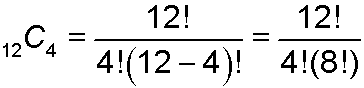 ₁₂C₄ = 12! / 4!(12 − 4)! = 12! / 4!(8!)